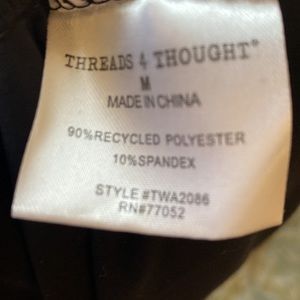 THREADS 4 THOUGHT®
M
MADE IN CHINA
90%RECYCLED POLYESTER
10%SPANDEX
STYLE #TWA2086
RN#77052